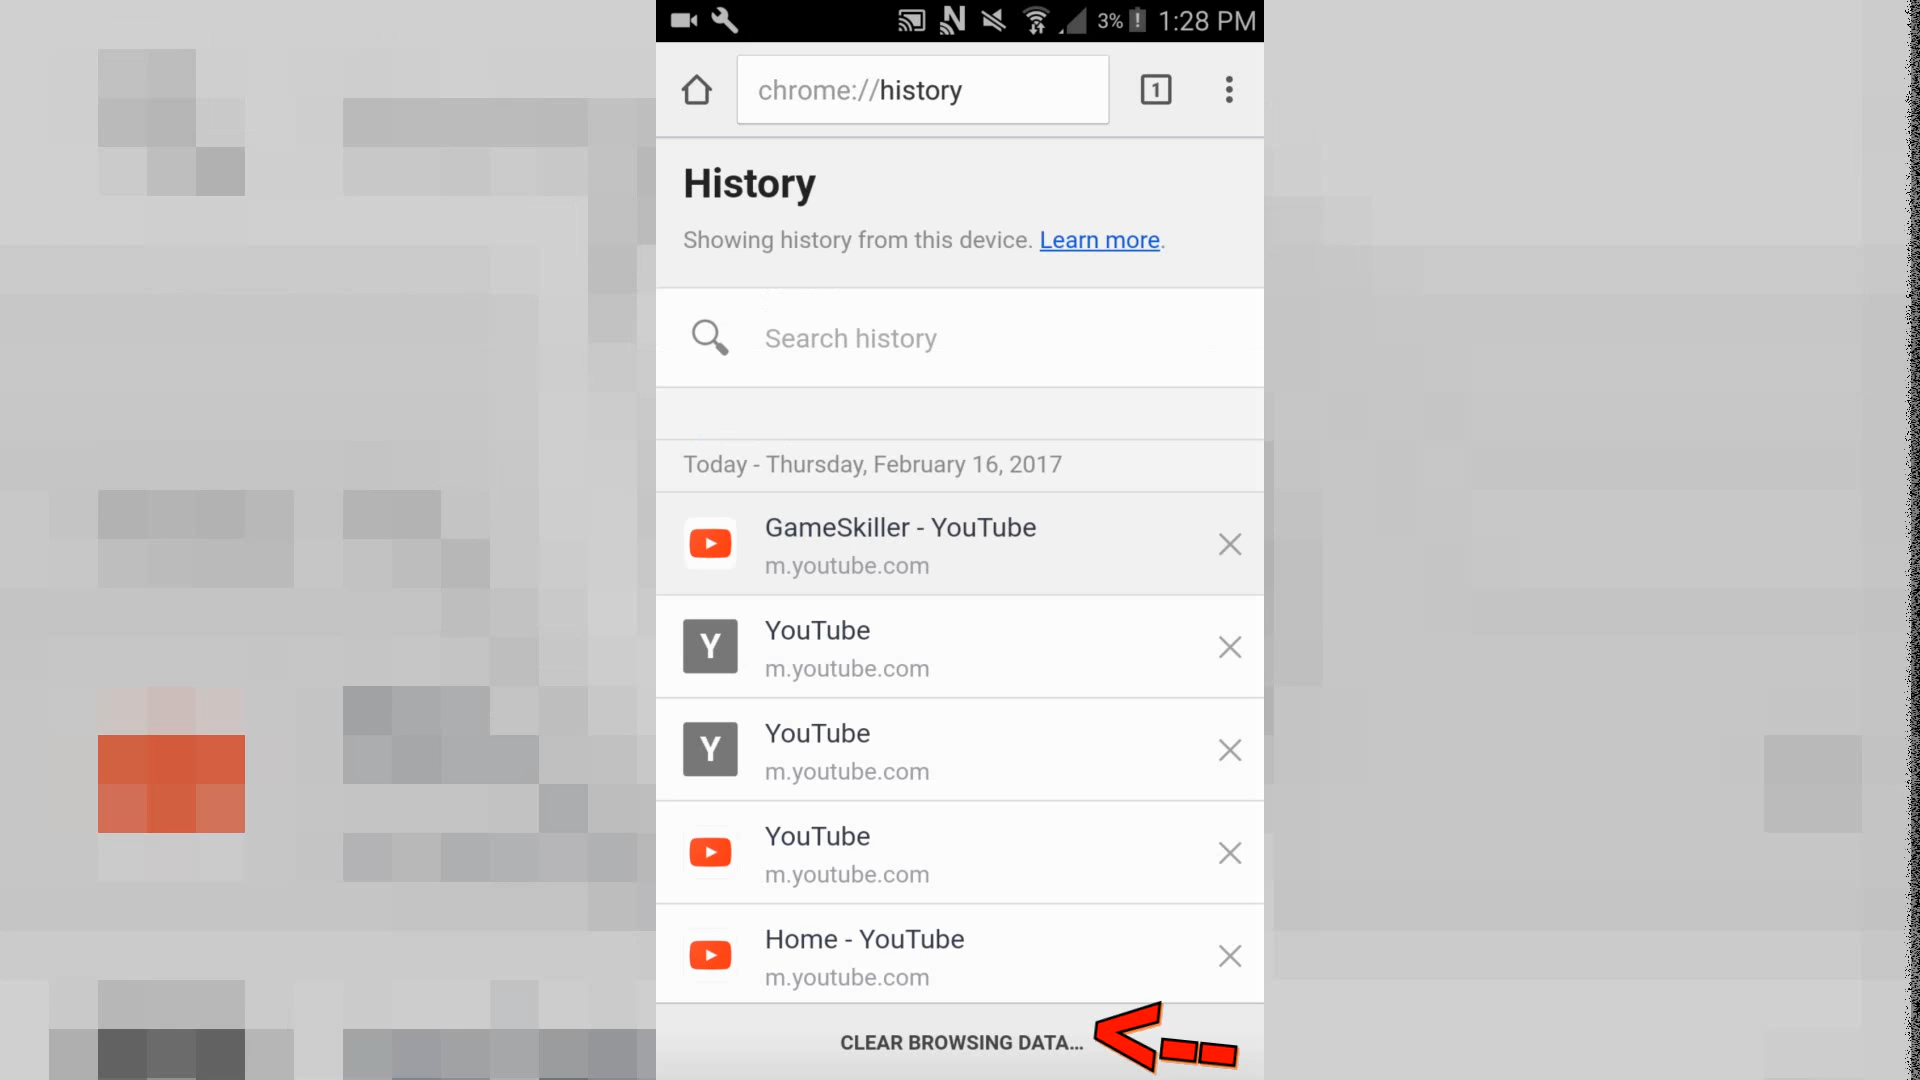 3% 1:28 PM
chrome://history
1
History
Showing history from this device. Learn more.
Search history
Today - Thursday, February 16, 2017
GameSkiller - YouTube
m.youtube.com
Y
YouTube
m.youtube.com
Y
YouTube
m.youtube.com
YouTube
m.youtube.com
Home - YouTube
m.youtube.com
CLEAR BROWSING DATA...